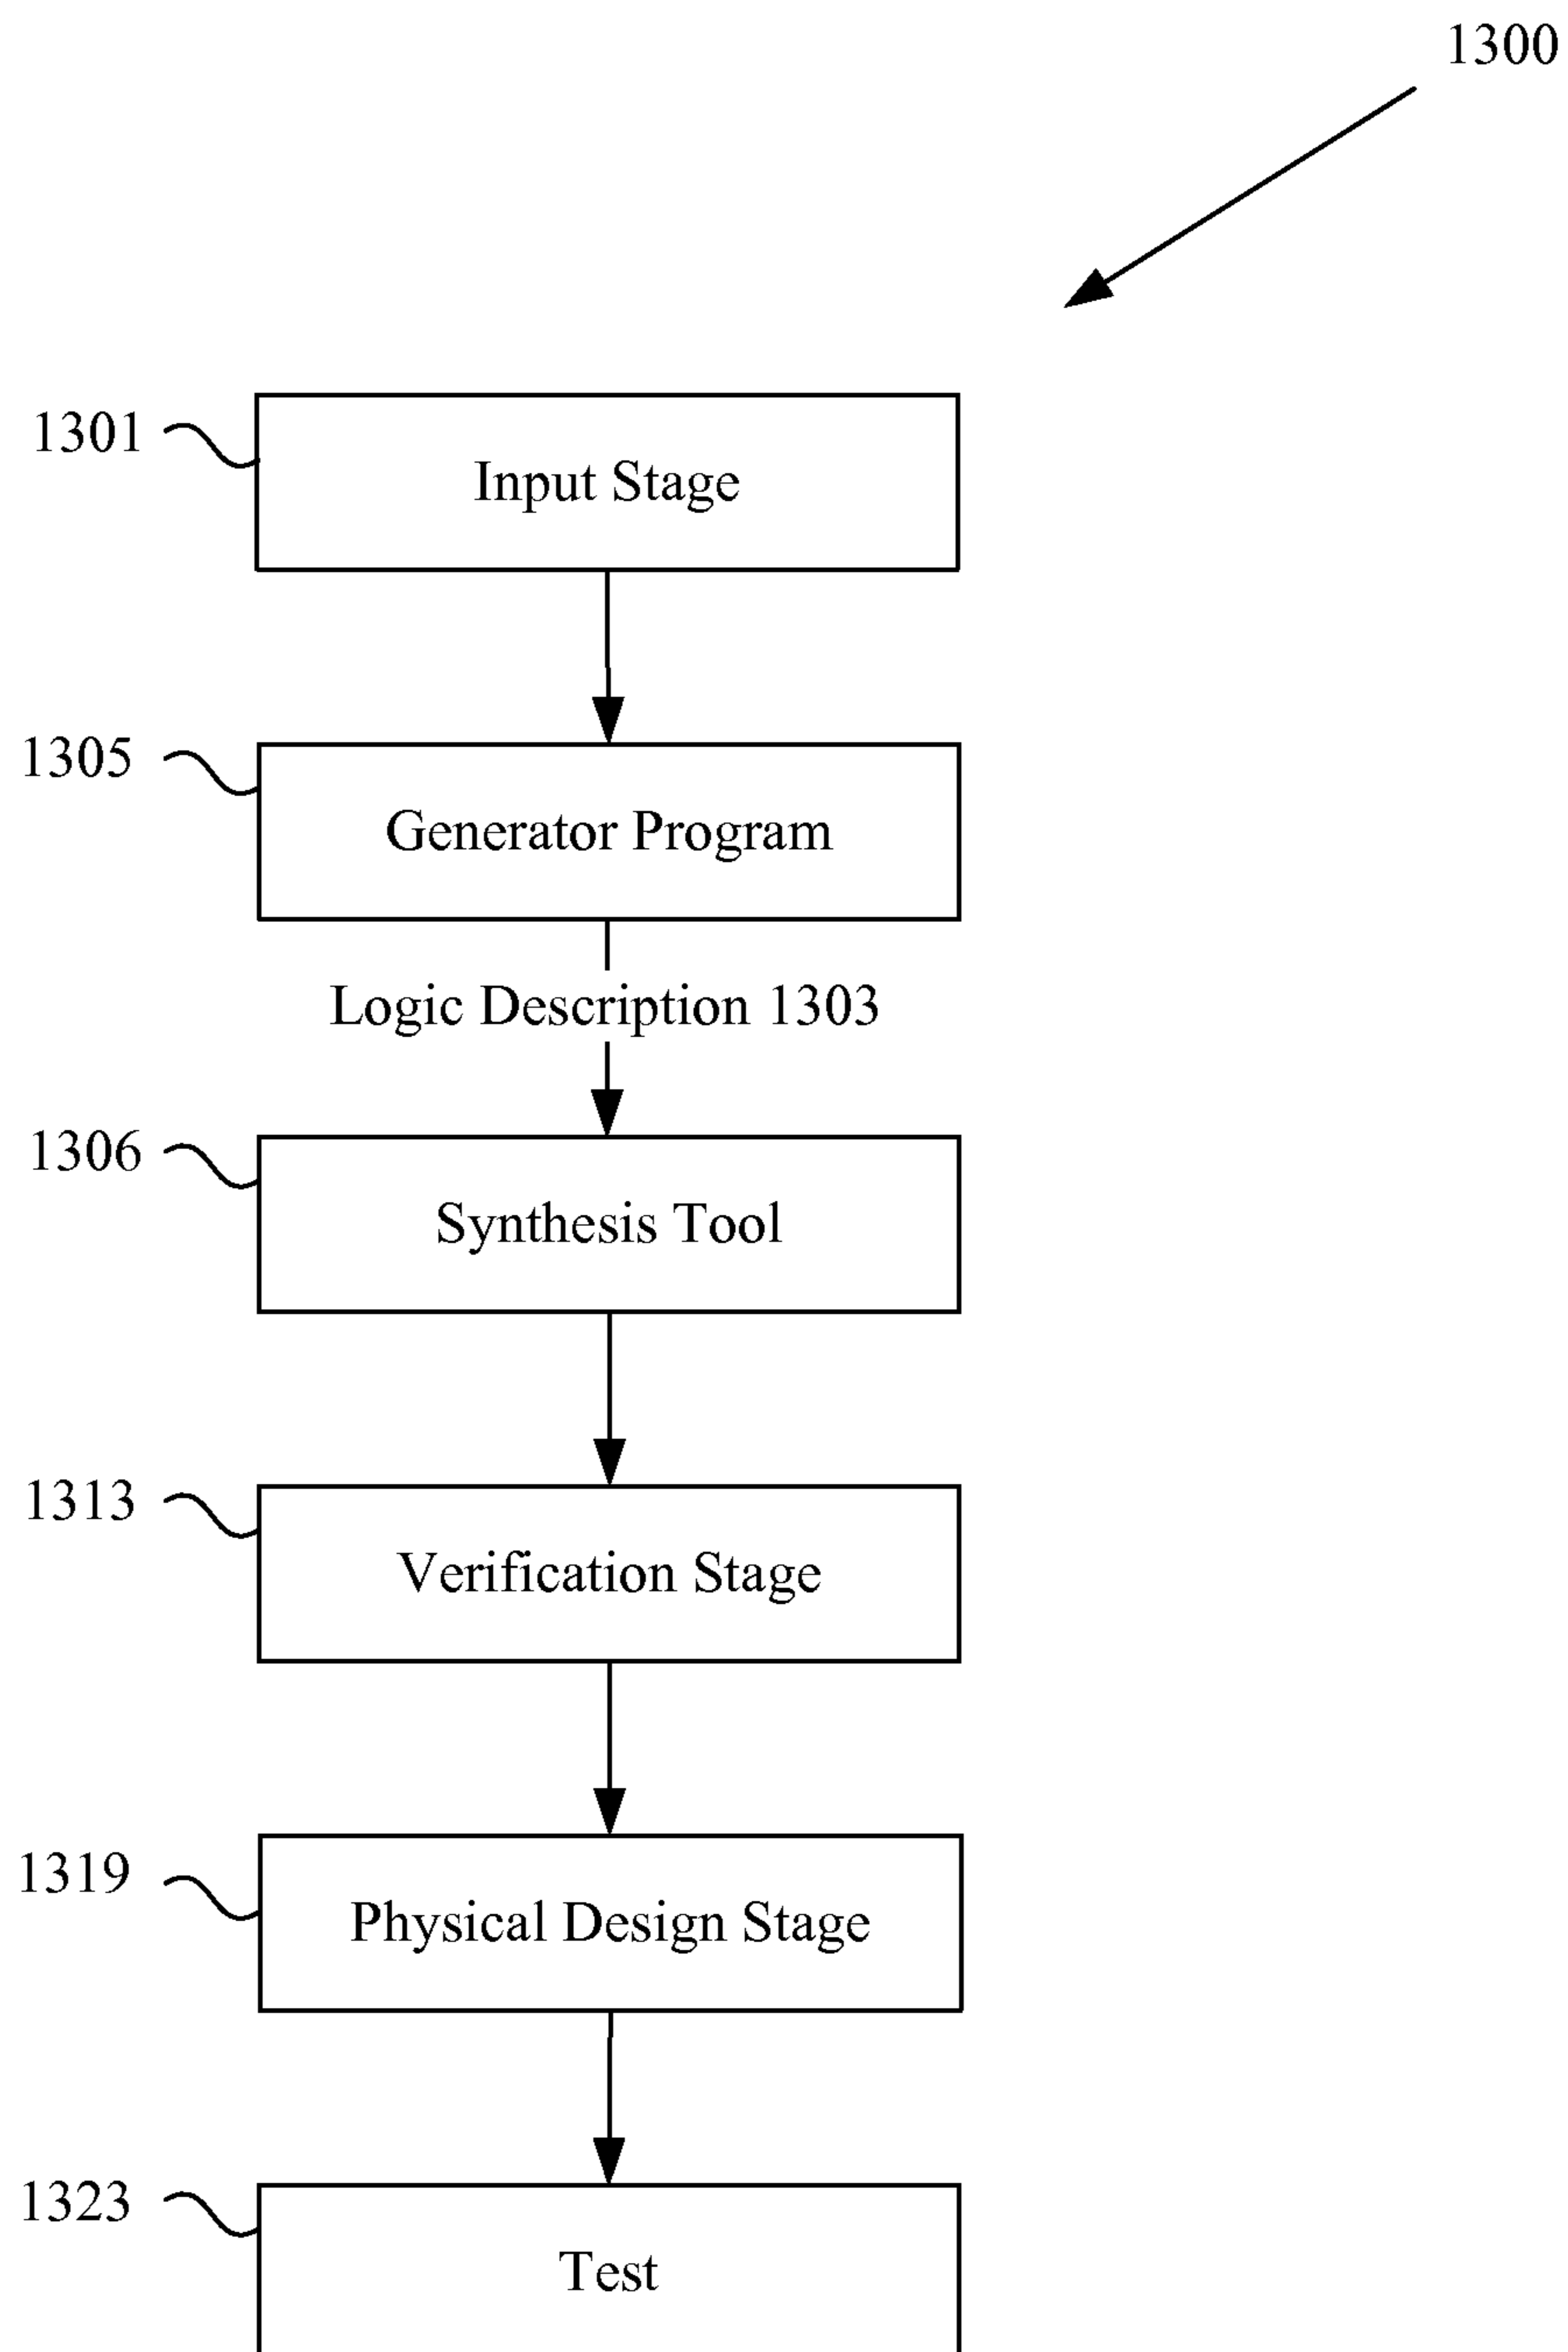 1300
1301
Input Stage
1305
Generator Program
Logic Description 1303
1306
Synthesis Tool
1313
Verification Stage
1319
Physical Design Stage
1323
Test